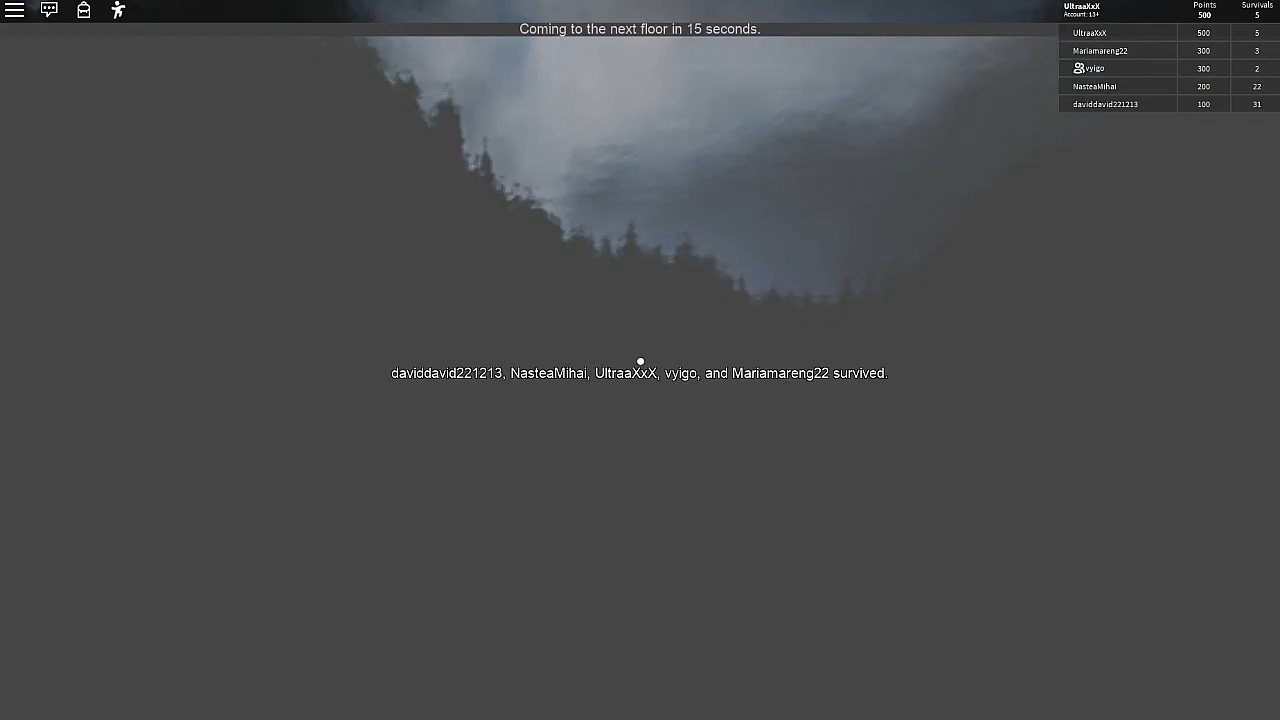 UltraaXxX Points Survivals
Account: 13+ 500 5
Coming to the next floor in 15 seconds.
UltraaXxX 500 5
Mariamareng22 300 3
vyigo 300 2
NasteaMihai 200 22
daviddavid221213 100 31
daviddavid221213, NasteaMihai, UltraaXxX, vyigo, and Mariamareng22 survived.